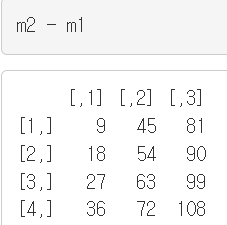 m2 - m1
[,1] [,2] [,3]
[1,] 9 45 81
[2,] 18 54 90
[3,] 27 63 99
[4,] 36 72 108